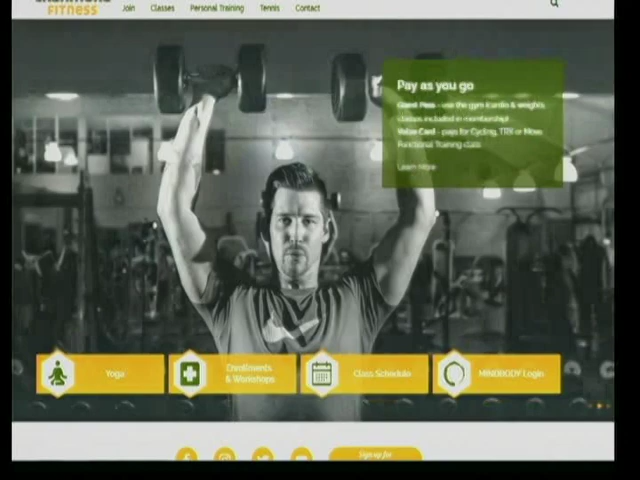 FITNESS
Join Classes Personal Training Tennis Contact
Pay as you go
Guest Pass - use the gym (cardio & weights,
classes included in membership)
Value Card - pays for Cycling, TRX or Move
Functional Training class
Learn More
Yoga
Enrollments
& Workshops
Class Schedule
MINDBODY Login
Sign up for